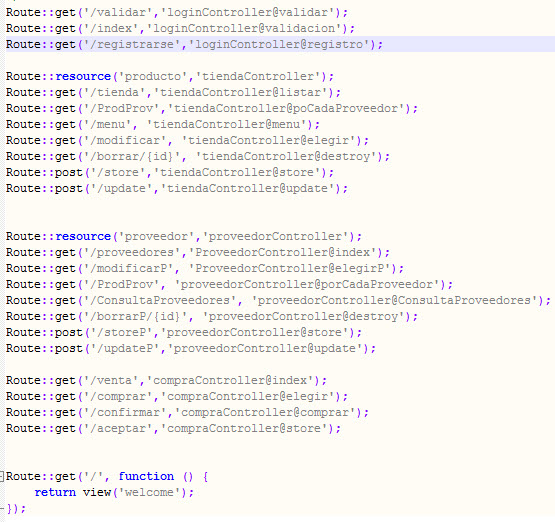 Route::get('/validar','loginController@validar');
Route::get('/index','loginController@validacion');
Route::get('/registrarse','loginController@registro');
Route::resource('producto','tiendaController');
Route::get('/tienda','tiendaController@listar');
Route::get('/ProdProv','tiendaController@poCadaProveedor');
Route::get('/menu', 'tiendaController@menu');
Route::get('/modificar', 'tiendaController@elegir');
Route::get('/borrar/{id}', 'tiendaController@destroy');
Route::post('/store','tiendaController@store');
Route::post('/update','tiendaController@update');
Route::resource('proveedor','proveedorController');
Route::get('/proveedores','ProveedorController@index');
Route::get('/modificarP', 'ProveedorController@elegirP');
Route::get('/ProdProv', 'proveedorController@porCadaProveedor');
Route::get('/ConsultaProveedores', 'proveedorController@ConsultaProveedores');
Route::get('/borrarP/{id}', 'proveedorController@destroy');
Route::post('/storeP','proveedorController@store');
Route::post('/updateP','proveedorController@update');
Route::get('/venta','compraController@index');
Route::get('/comprar','compraController@elegir');
Route::get('/confirmar','compraController@comprar');
Route::get('/aceptar','compraController@store');
Route::get('/', function () {
    return view('welcome');
});